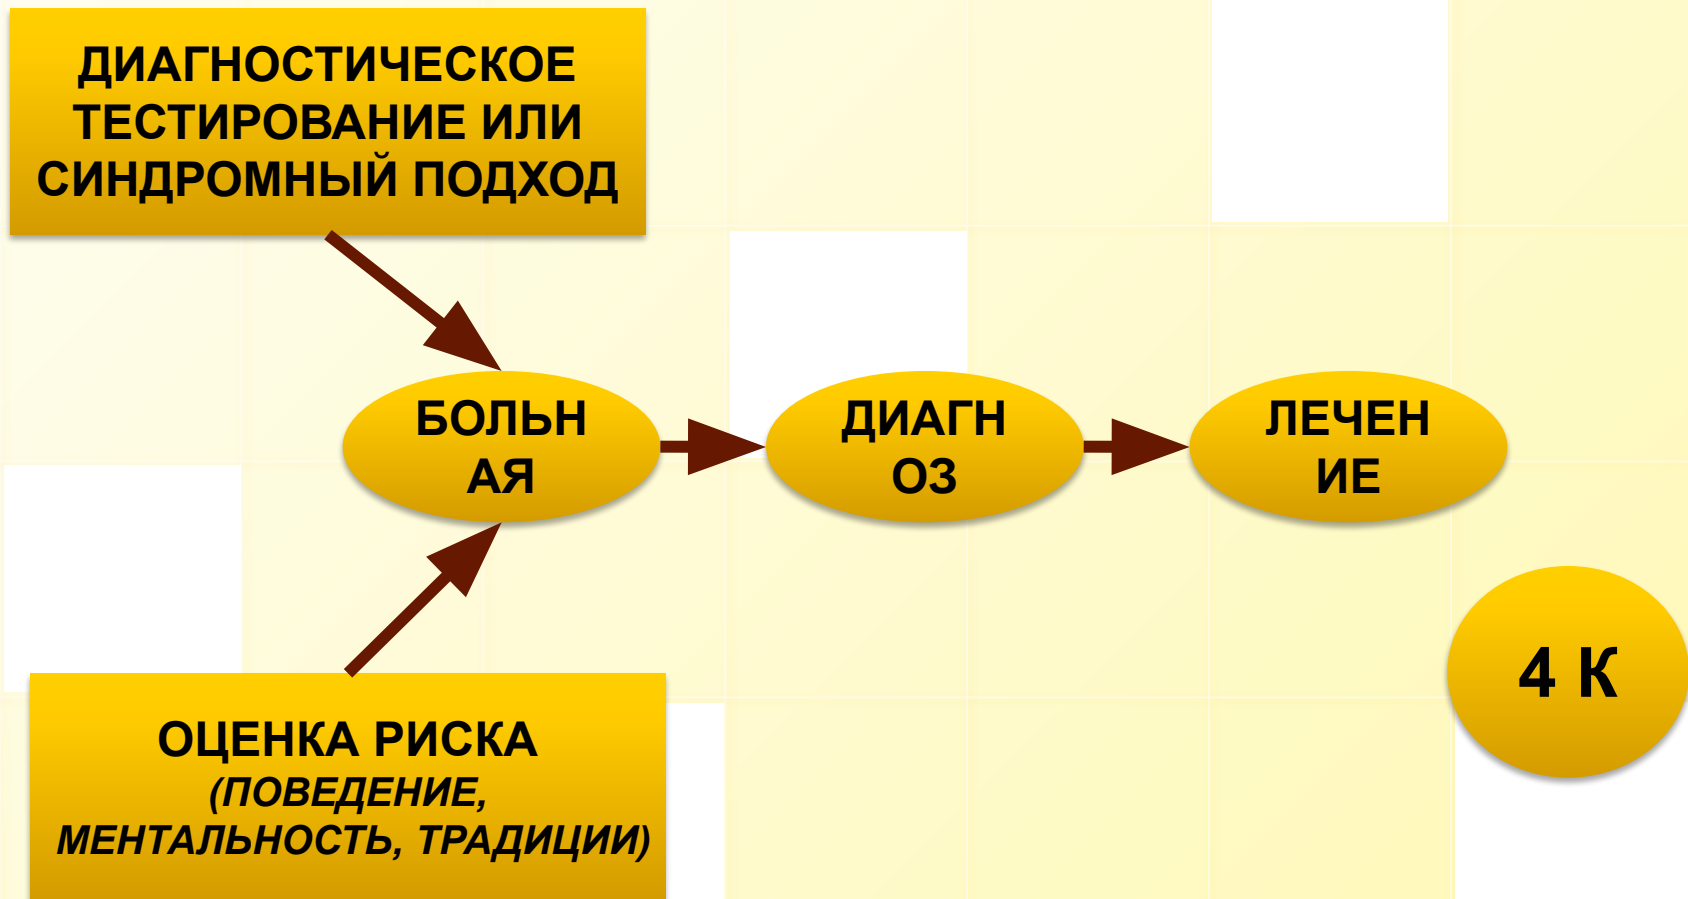 ДИАГНОСТИЧЕСКОЕ
ТЕСТИРОВАНИЕ ИЛИ
СИНДРОМНЫЙ ПОДХОД
БОЛЬН
АЯ
ДИАГН
ОЗ
ЛЕЧЕН
ИЕ
4 К
ОЦЕНКА РИСКА
(ПОВЕДЕНИЕ,
МЕНТАЛЬНОСТЬ, ТРАДИЦИИ)